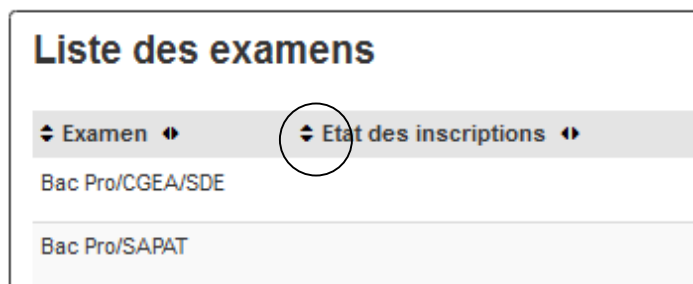 Liste des examens
Examen Etat des inscriptions
Bac Pro/CGEA/SDE
Bac Pro/SAPAT